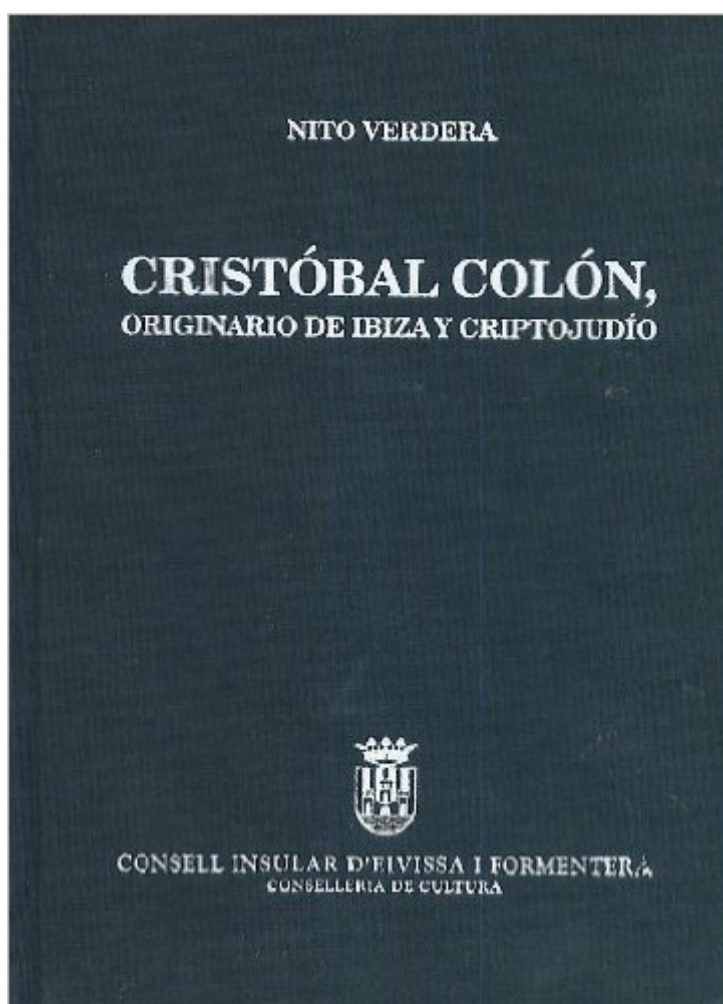 NITO VERDERA
CRISTÓBAL COLÓN,
ORIGINARIO DE IBIZA Y CRIPTOJUDÍO
CONSELL INSULAR D'EIVISSA I FORMENTERA
CONSELLERIA DE CULTURA